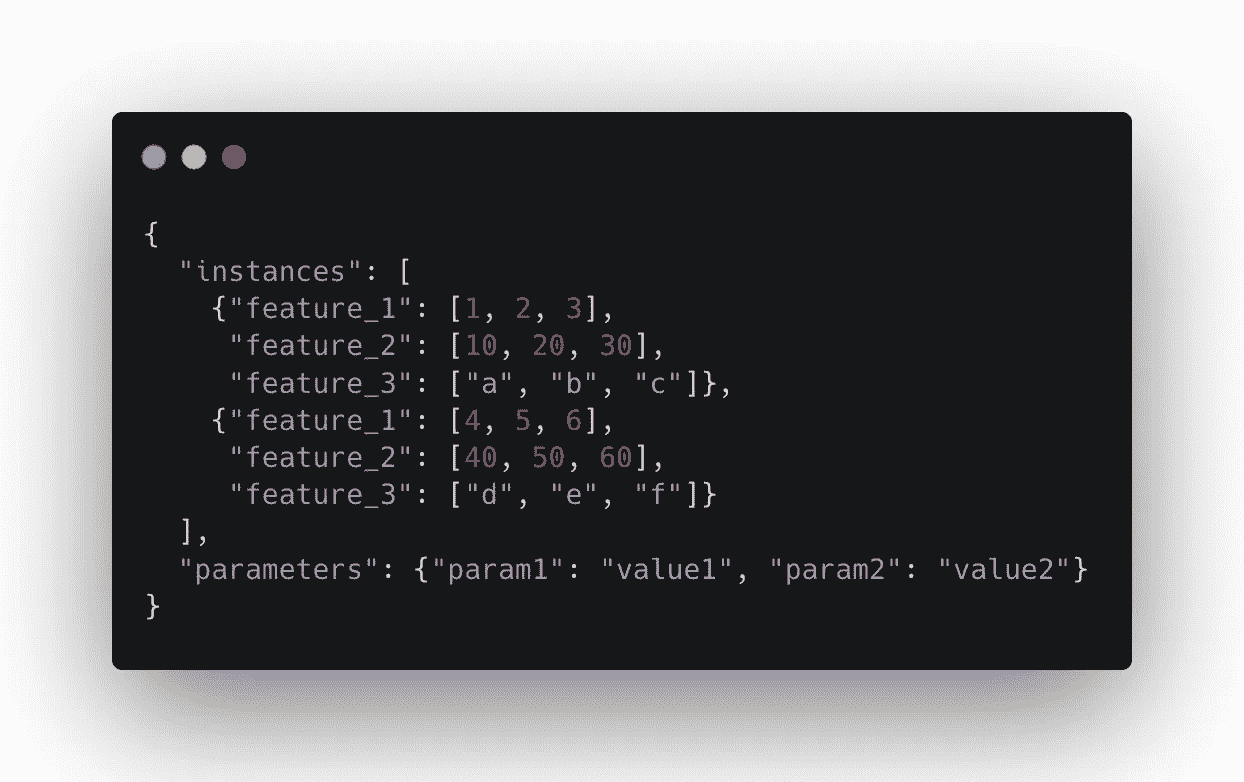 {
  "instances": [
    {"feature_1": [1, 2, 3],
     "feature_2": [10, 20, 30],
     "feature_3": ["a", "b", "c"]},
    {"feature_1": [4, 5, 6],
     "feature_2": [40, 50, 60],
     "feature_3": ["d", "e", "f"]}
  ],
  "parameters": {"param1": "value1", "param2": "value2"}
}